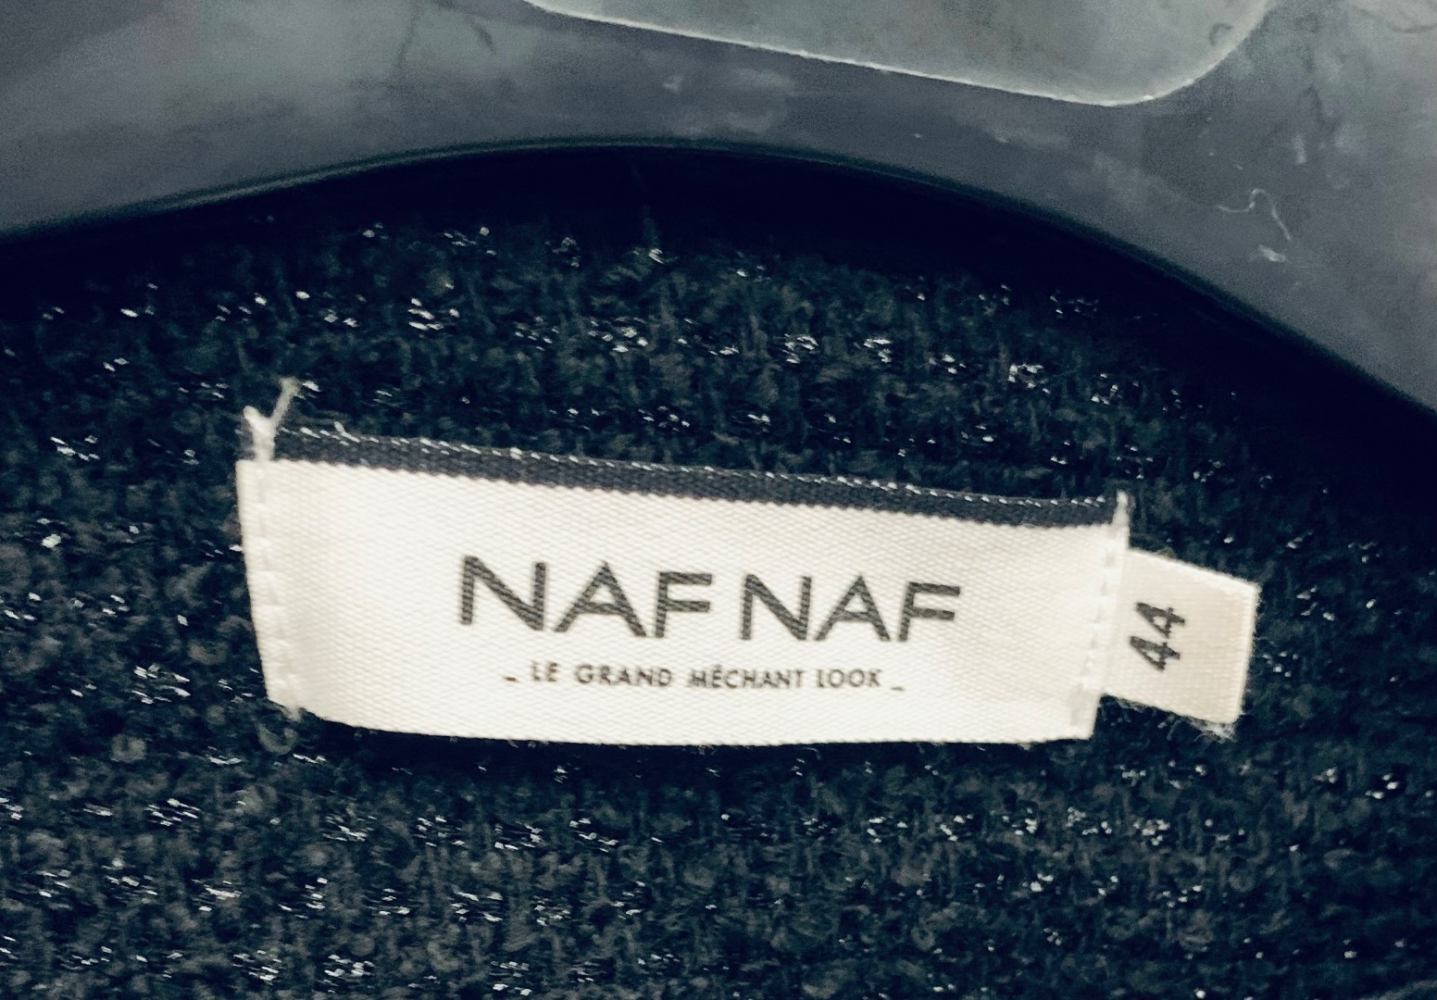 NAF NAF
_ LE GRAND MÉCHANT LOOK _
44